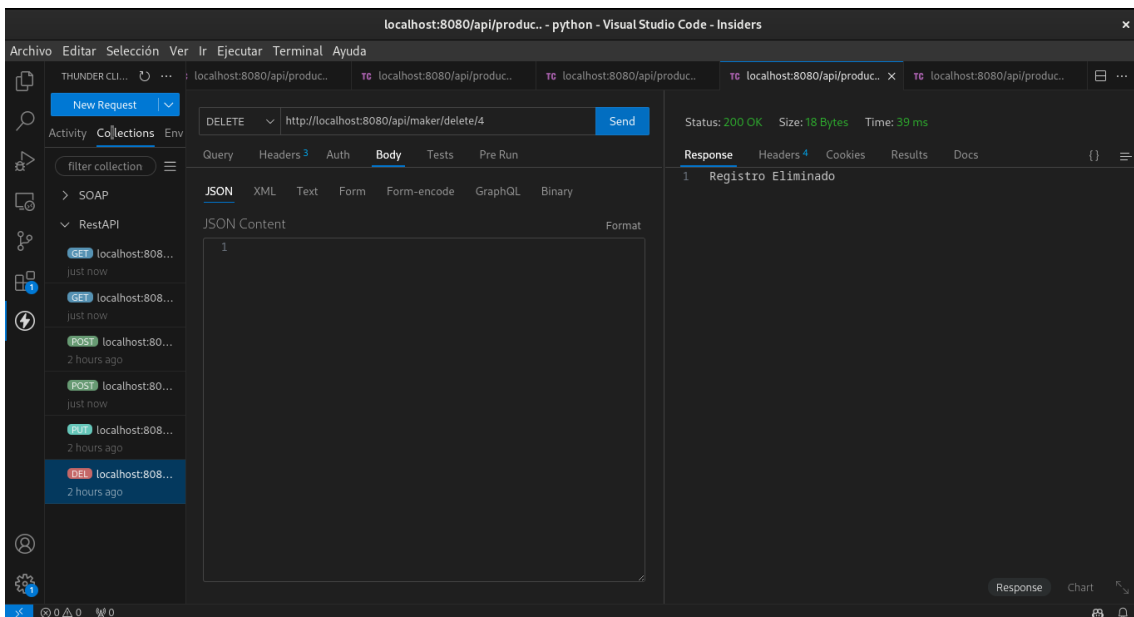 localhost:8080/api/produc.. - python - Visual Studio Code - Insiders
Archivo Editar Selección Ver Ir Ejecutar Terminal Ayuda
THUNDER CLI...
localhost:8080/api/produc..
TC localhost:8080/api/produc..
TC localhost:8080/api/produc..
TC localhost:8080/api/produc..
TC localhost:8080/api/produc..
New Request
Activity Collections Env
filter collection
SOAP
RestAPI
GET localhost:808...
just now
GET localhost:808...
just now
POST localhost:80...
2 hours ago
POST localhost:80...
just now
PUT localhost:808...
2 hours ago
DEL localhost:808...
2 hours ago
1
1
DELETE http://localhost:8080/api/maker/delete/4 Send
Query Headers 3 Auth Body Tests Pre Run
JSON XML Text Form Form-encode GraphQL Binary
JSON Content Format
1
Status: 200 OK Size: 18 Bytes Time: 39 ms
Response Headers 4 Cookies Results Docs {}
1 Registro Eliminado
Response Chart
0 0 0